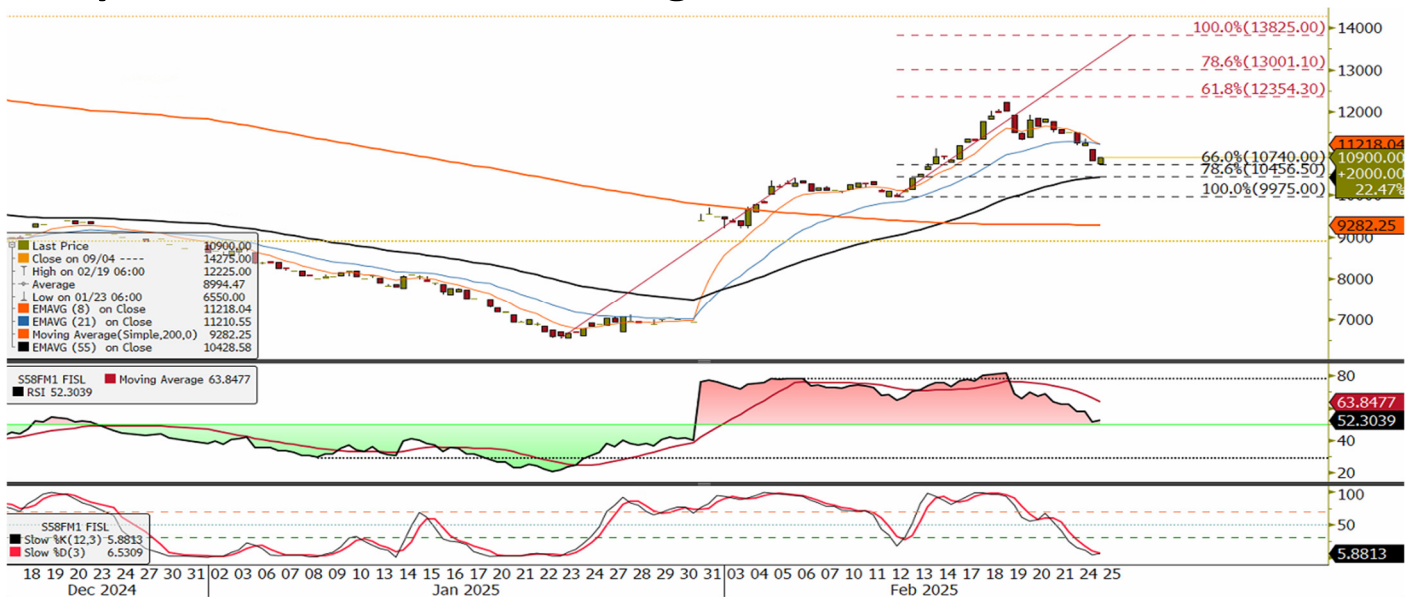 100.0%(13825.00)
78.6%(13001.10)
61.8%(12354.30)
66.0%(10740.00)
78.6%(10456.50)
100.0%(9975.00)
14000
13000
12000
11218.04
10900.00
+2000.00
22.47%
9282.25
9000
8000
7000
Last Price 10900.00
Close on 09/04 ---- 14275.00
High on 02/19 06:00 12225.00
Average 8994.47
Low on 01/23 06:00 6550.00
EMAVG (8) on Close 11218.04
EMAVG (21) on Close 11210.55
Moving Average(Simple,200,0) 9282.25
EMAVG (55) on Close 10428.58
S58FM1 FISL Moving Average 63.8477
RSI 52.3039
80
63.8477
52.3039
40
20
S58FM1 FISL
Slow %K(12,3) 5.8813
Slow %D(3) 6.5309
100
50
5.8813
18 19 20 23 24 27 30 31 02 03 06 07 08 09 10 13 14 15 16 17 20 21 22 23 24 27 28 29 30 31 03 04 05 06 07 10 11 12 13 14 17 18 19 20 21 24 25
Dec 2024 Jan 2025 Feb 2025